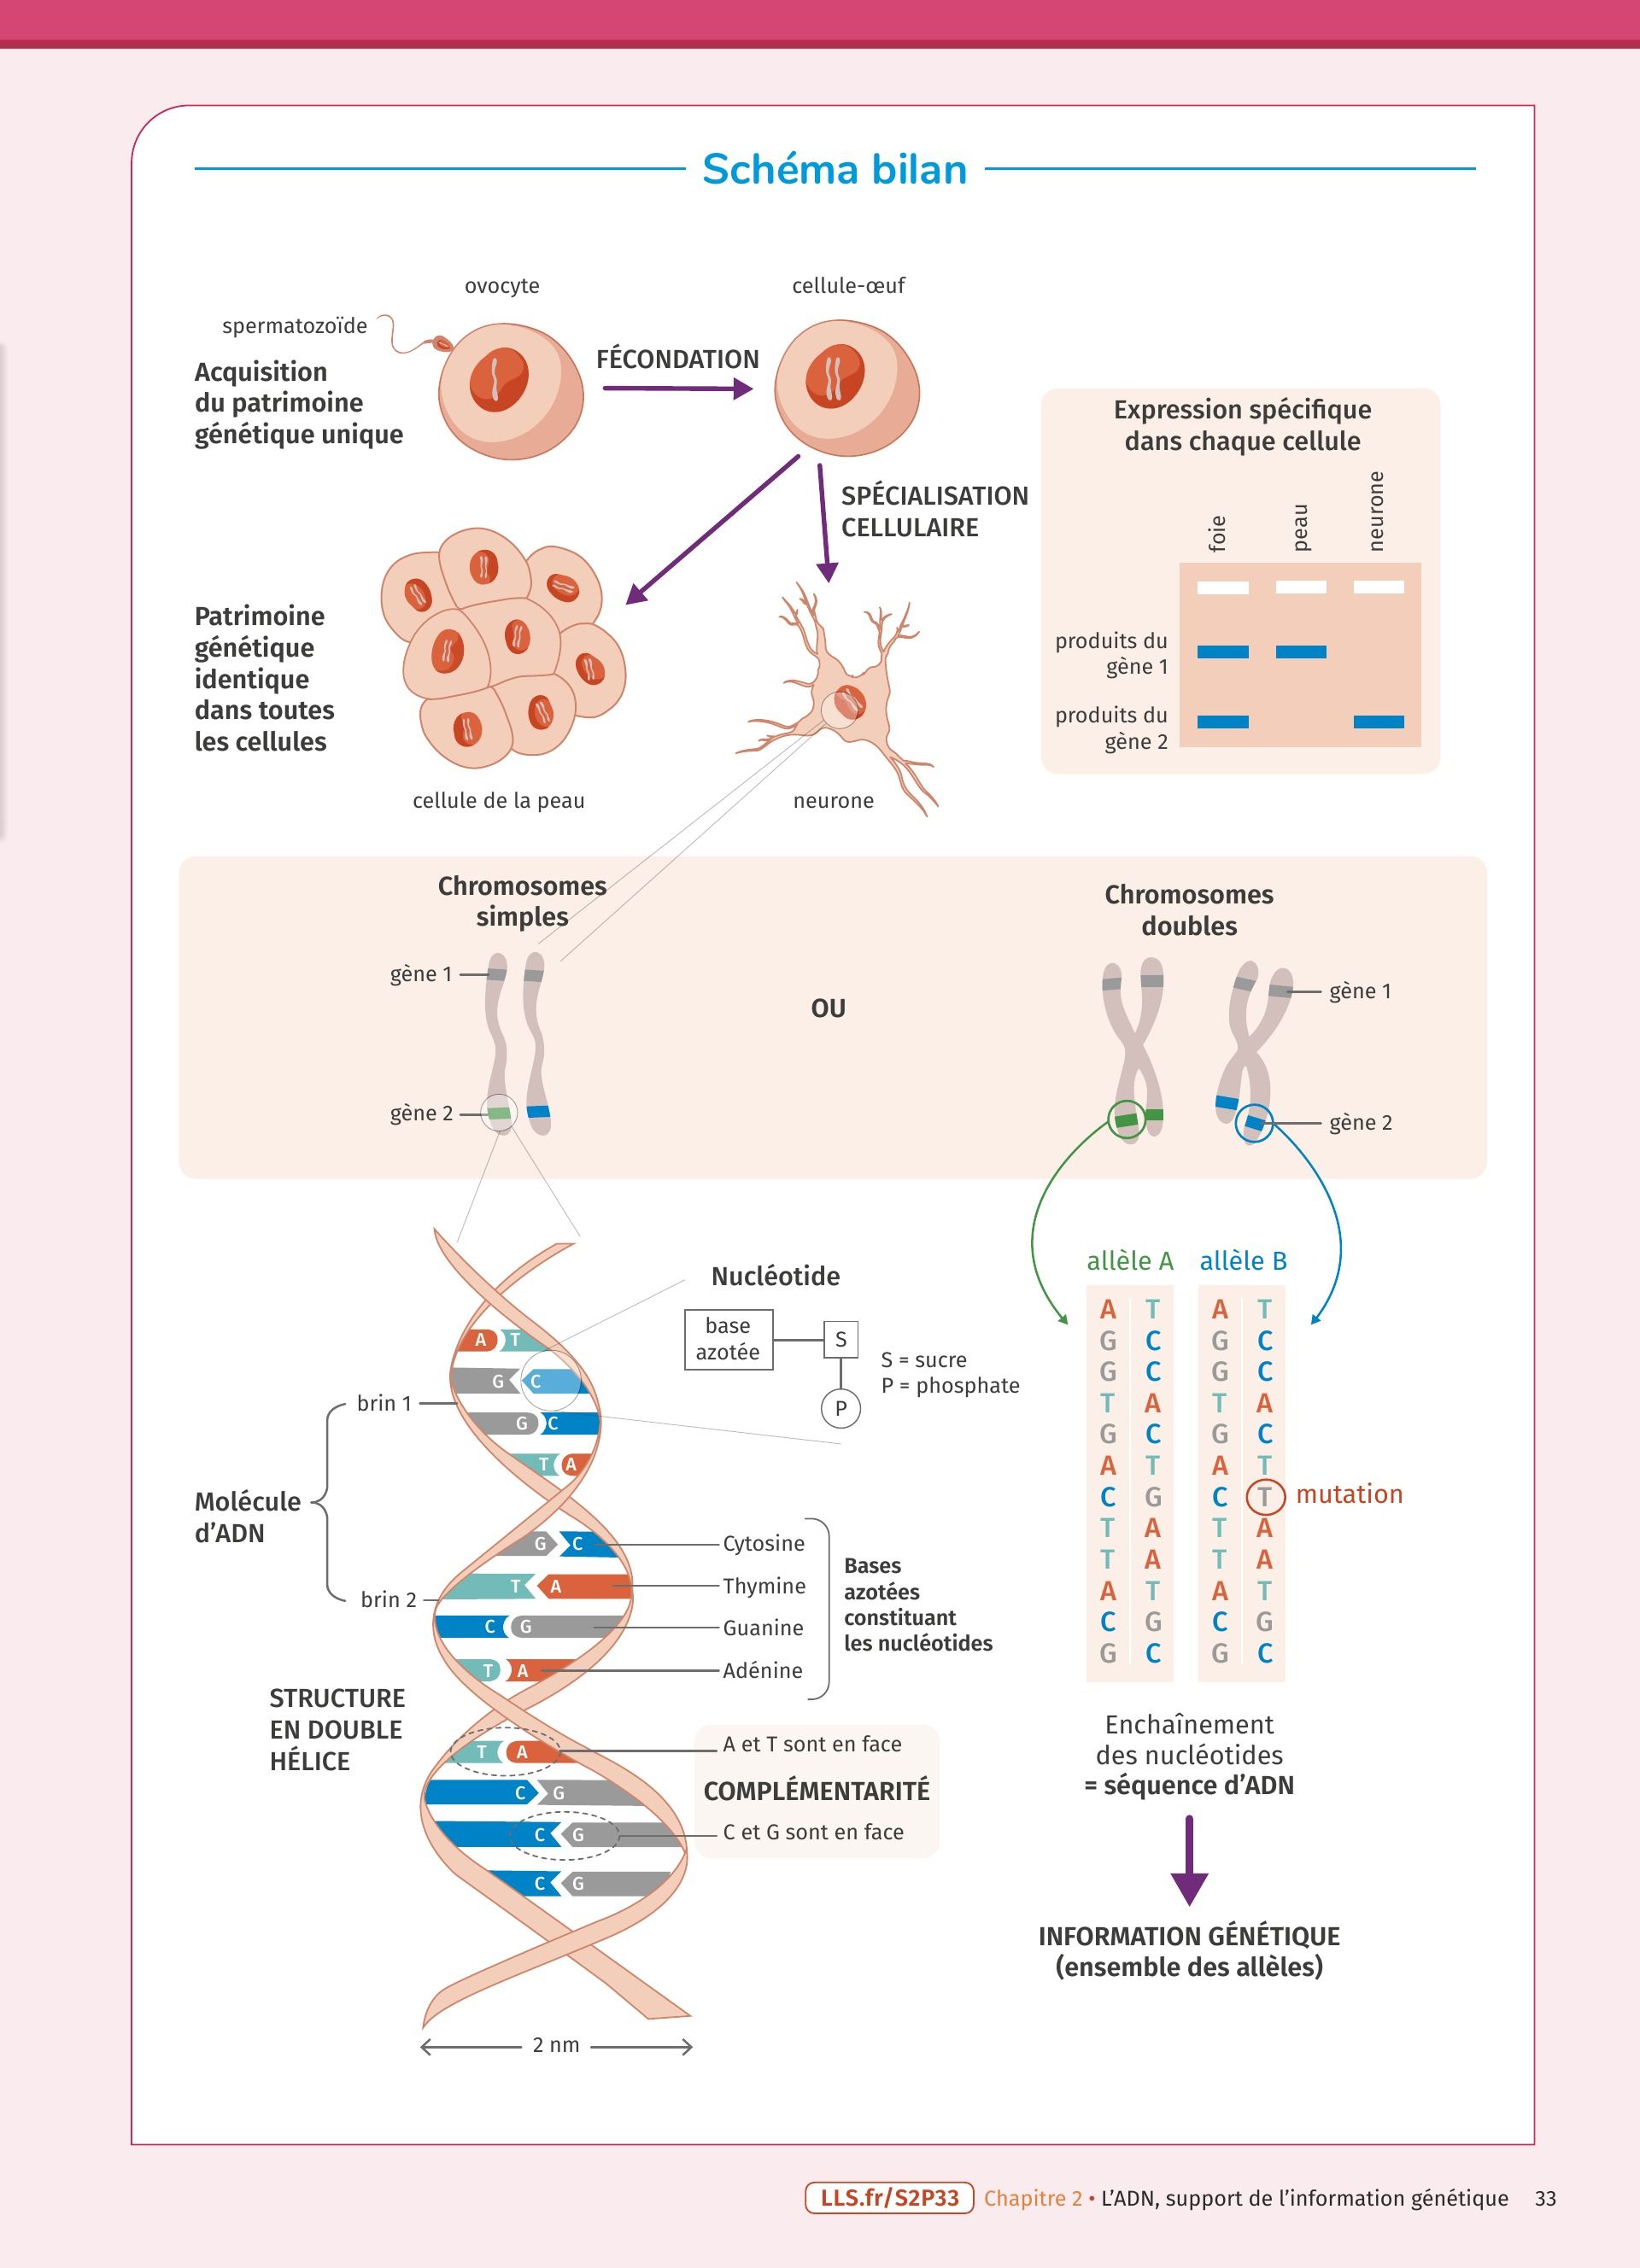 Schéma bilan
ovocyte
cellule-œuf
spermatozoïde
FÉCONDATION
Acquisition
du patrimoine
génétique unique
SPÉCIALISATION
CELLULAIRE
Expression spécifique
dans chaque cellule
foie
peau
neurone
produits du
gène 1
produits du
gène 2
Patrimoine
génétique
identique
dans toutes
les cellules
cellule de la peau
neurone
Chromosomes
simples
gène 1
gène 2
OU
Chromosomes
doubles
gène 1
gène 2
A T
G C
G C
T A
G C
T A
C G
T A
T A
C G
C G
C G
brin 1
Molécule
d'ADN
brin 2
Nucléotide
base
azotée
S
P
S = sucre
P = phosphate
Cytosine
Thymine
Guanine
Adénine
Bases
azotées
constituant
les nucléotides
STRUCTURE
EN DOUBLE
HÉLICE
A et T sont en face
COMPLÉMENTARITÉ
C et G sont en face
2 nm
allèle A allèle B
A T A T
G C G C
G C G C
T A T A
G C G C
A T A T
C G C T mutation
T A T A
T A T A
A T A T
C G C G
G C G C
Enchaînement
des nucléotides
= séquence d'ADN
INFORMATION GÉNÉTIQUE
(ensemble des allèles)
LLS.fr/S2P33 Chapitre 2 • L'ADN, support de l'information génétique 33